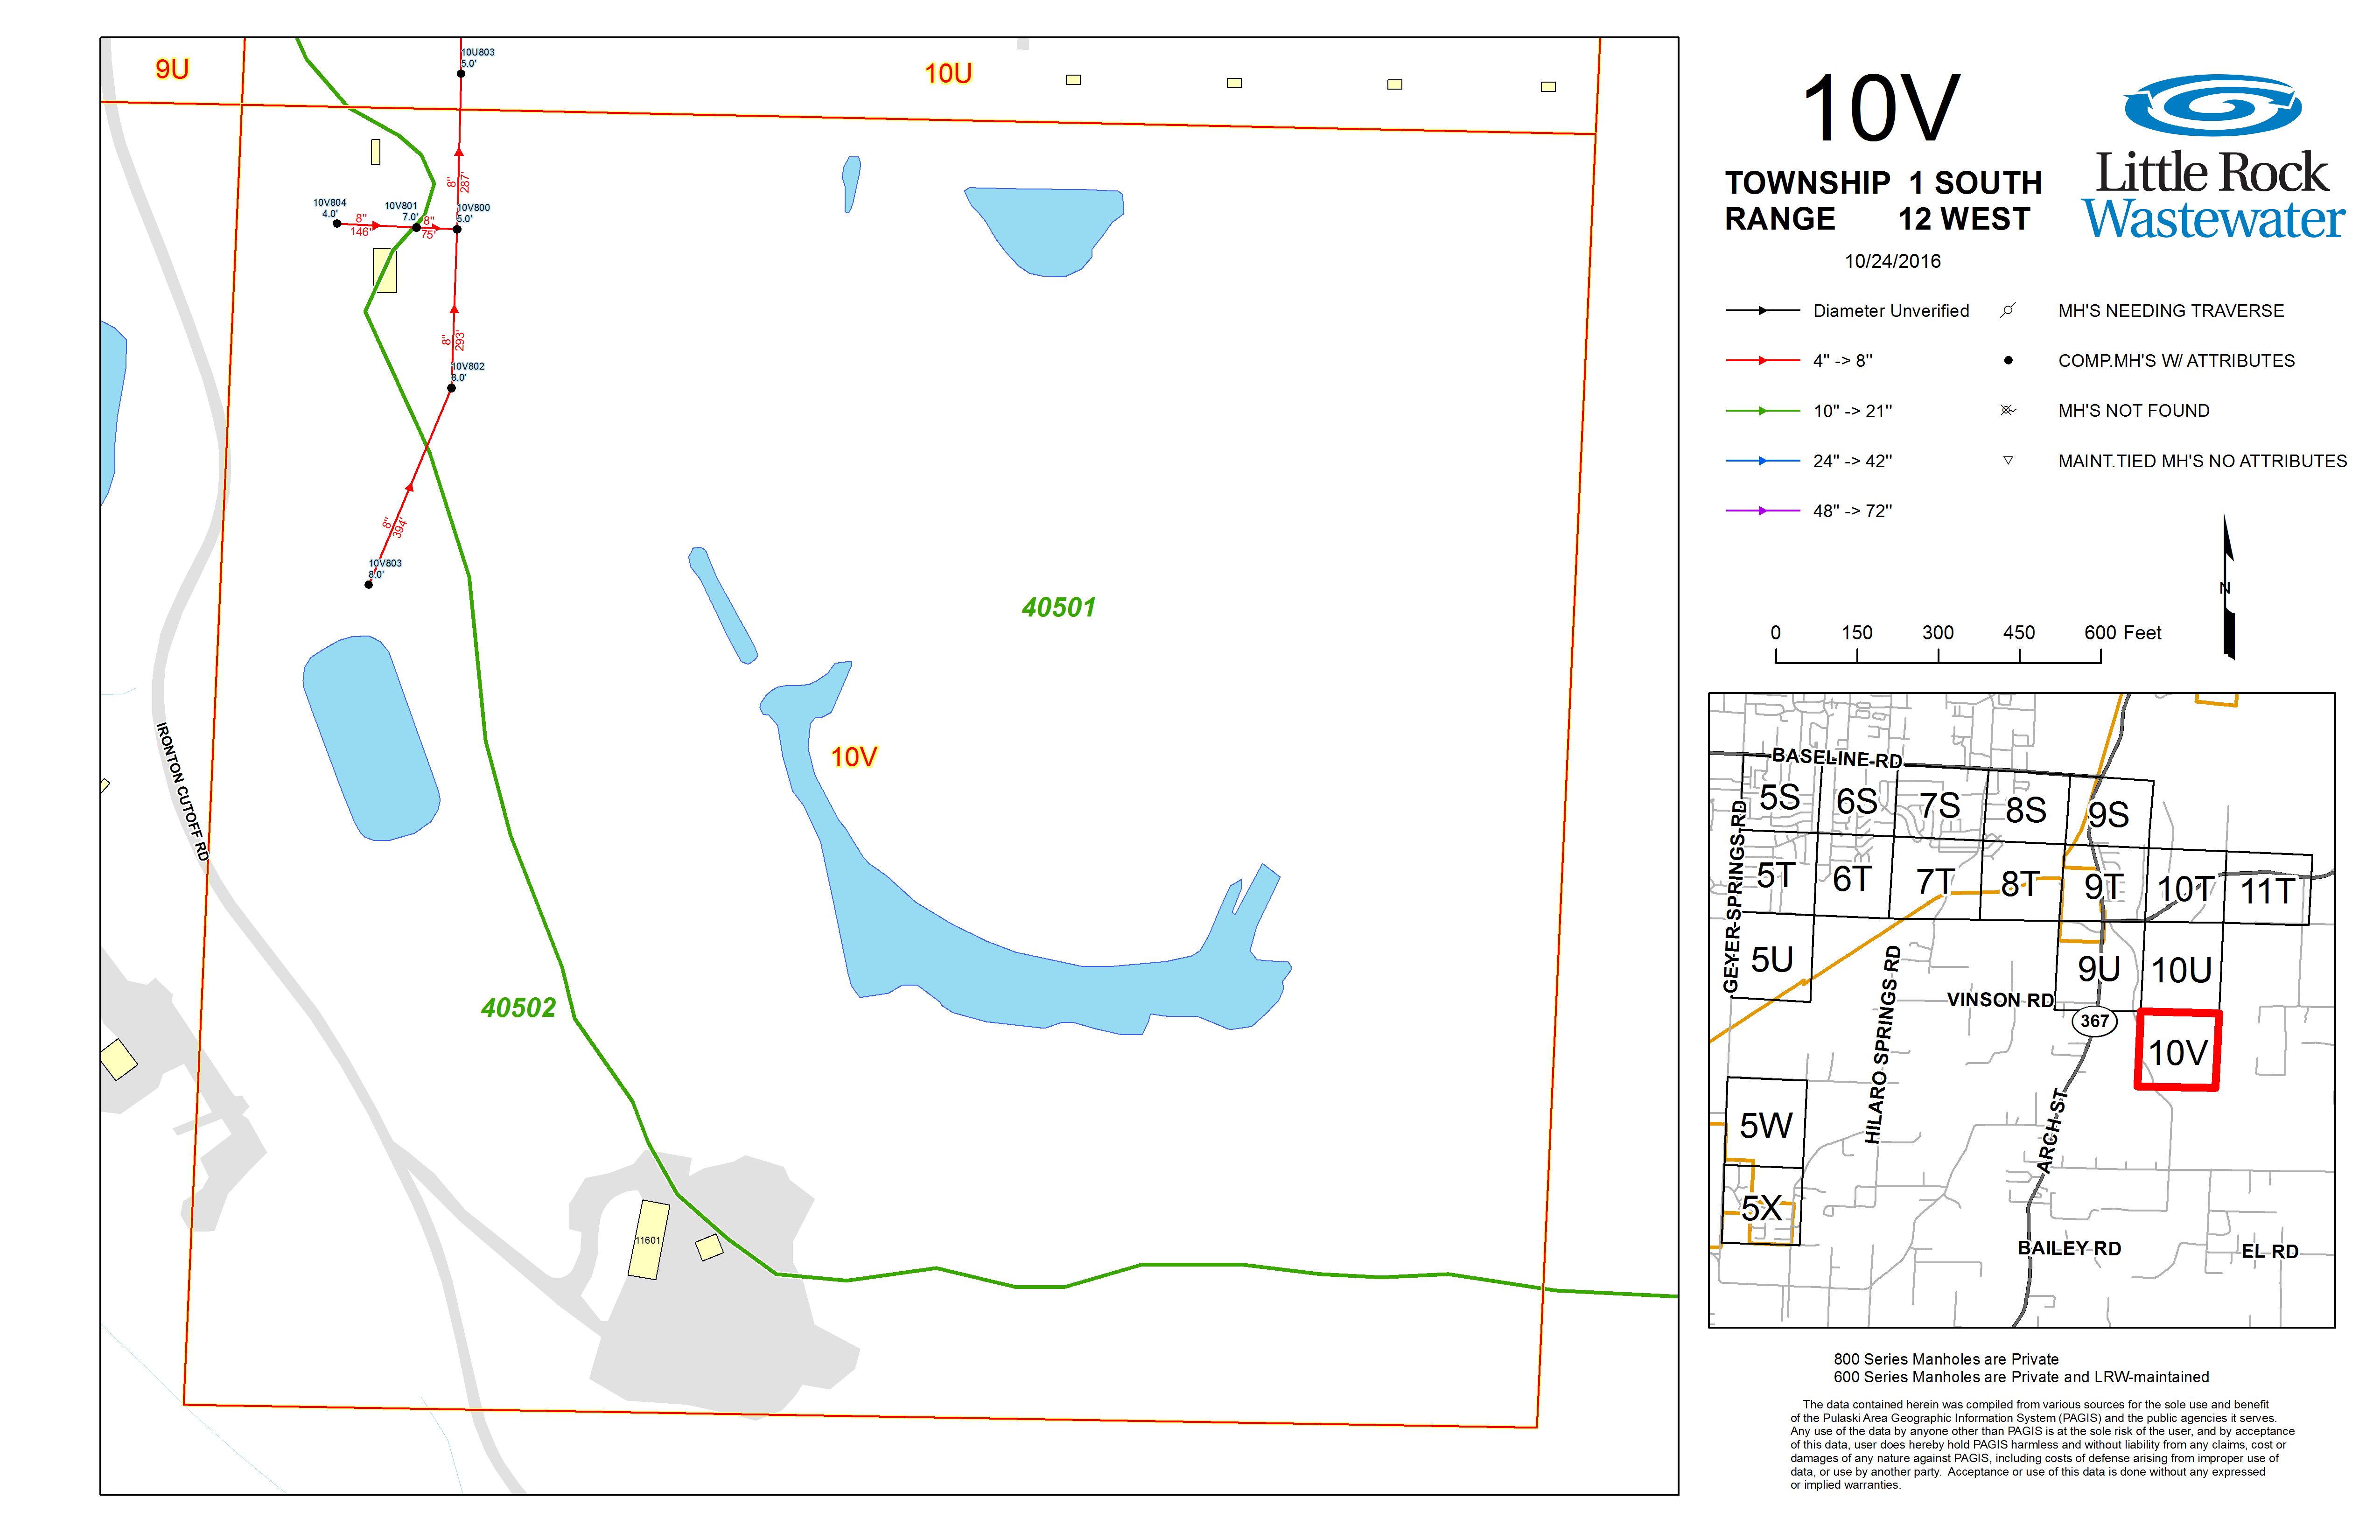 9U
10U
10U803
5.0'
8"
287'
10V804
4.0'
8"
146'
10V801
7.0'
8"
75'
10V800
5.0'
8"
293'
10V802
8"
394'
10V803
8.0'
40501
10V
IRONTON CUTOFF RD
40502
11601
10V
TOWNSHIP 1 SOUTH
RANGE 12 WEST
10/24/2016
Little Rock
Wastewater
Diameter Unverified
4" -> 8"
10" -> 21"
24" -> 42"
48" -> 72"
MH'S NEEDING TRAVERSE
COMP.MH'S W/ ATTRIBUTES
MH'S NOT FOUND
MAINT.TIED MH'S NO ATTRIBUTES
N
0 150 300 450 600 Feet
BASELINE RD
5S 6S 7S 8S 9S
GEYER SPRINGS RD
5T 6T 7T 8T 9T 10T 11T
5U 9U 10U
HILARO SPRINGS RD
VINSON RD
367
10V
ARCH ST
5W
5X
BAILEY RD
EL RD
800 Series Manholes are Private
600 Series Manholes are Private and LRW-maintained
The data contained herein was compiled from various sources for the sole use and benefit
of the Pulaski Area Geographic Information System (PAGIS) and the public agencies it serves.
Any use of the data by anyone other than PAGIS is at the sole risk of the user, and by acceptance
of this data, user does hereby hold PAGIS harmless and without liability from any claims, cost or
damages of any nature against PAGIS, including costs of defense arising from improper use of
data, or use by another party. Acceptance or use of this data is done without any expressed
or implied warranties.